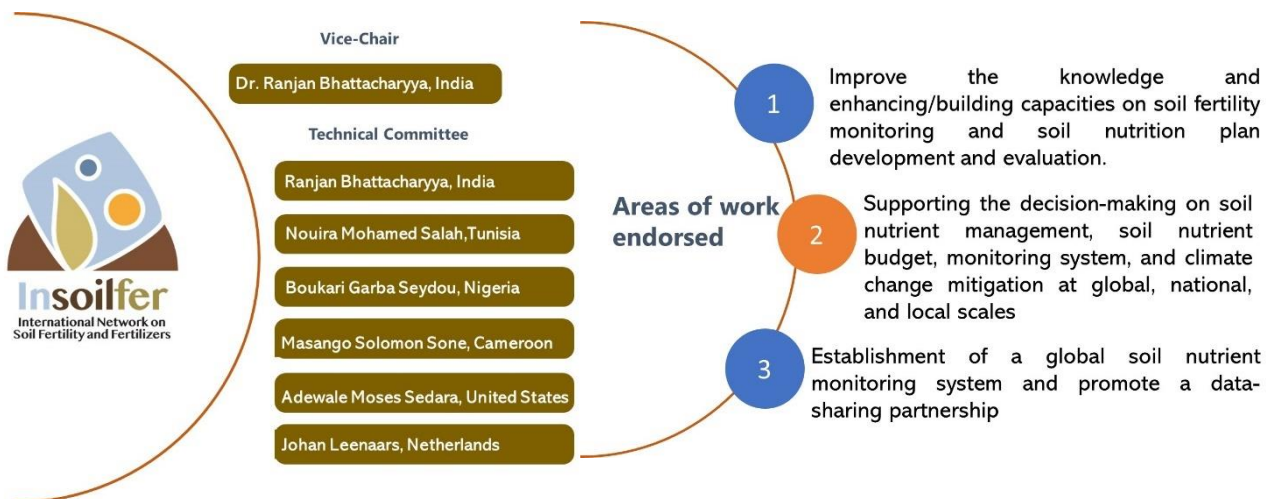 Insoilfer
International Network on
Soil Fertility and Fertilizers
Vice-Chair
Dr. Ranjan Bhattacharyya, India
Technical Committee
Ranjan Bhattacharyya, India
Nouira Mohamed Salah,Tunisia
Boukari Garba Seydou, Nigeria
Masango Solomon Sone, Cameroon
Adewale Moses Sedara, United States
Johan Leenaars, Netherlands
Areas of work
endorsed
1
Improve the knowledge and
enhancing/building capacities on soil fertility
monitoring and soil nutrition plan
development and evaluation.
2
Supporting the decision-making on soil
nutrient management, soil nutrient
budget, monitoring system, and climate
change mitigation at global, national,
and local scales
3
Establishment of a global soil nutrient
monitoring system and promote a data-
sharing partnership